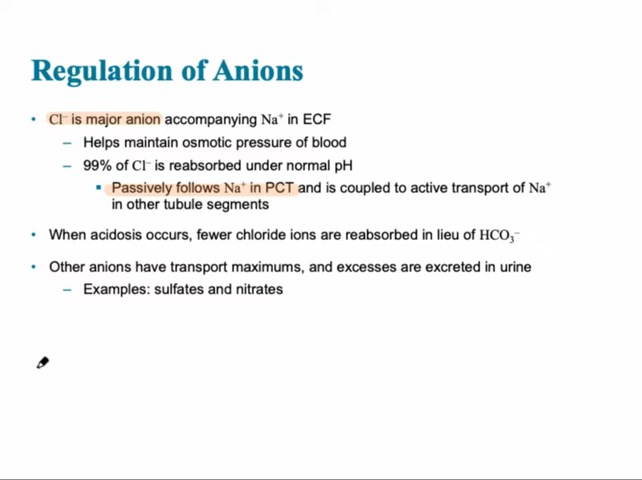 Regulation of Anions
• Cl⁻ is major anion accompanying Na⁺ in ECF
– Helps maintain osmotic pressure of blood
– 99% of Cl⁻ is reabsorbed under normal pH
▪ Passively follows Na⁺ in PCT and is coupled to active transport of Na⁺
in other tubule segments
• When acidosis occurs, fewer chloride ions are reabsorbed in lieu of HCO₃⁻
• Other anions have transport maximums, and excesses are excreted in urine
– Examples: sulfates and nitrates